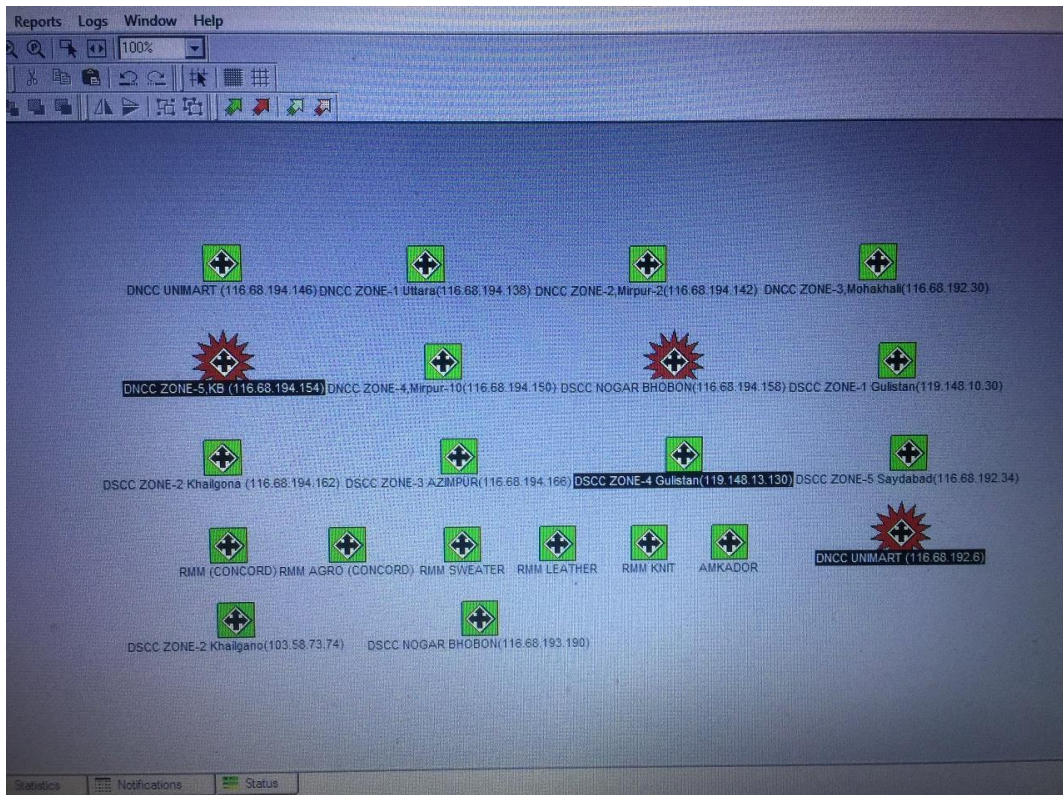 Reports Logs Window Help
100%
DNCC UNIMART (116.68.194.146) DNCC ZONE-1 Uttara(116.68.194.138) DNCC ZONE-2,Mirpur-2(116.68.194.142) DNCC ZONE-3,Mohakhali(116.68.192.30)
DNCC ZONE-5,KB (116.68.194.154) DNCC ZONE-4,Mirpur-10(116.68.194.150) DSCC NOGAR BHOBON(116.68.194.158) DSCC ZONE-1 Gulistan(119.148.10.30)
DSCC ZONE-2 Khailgona (116.68.194.162) DSCC ZONE-3 AZIMPUR(116.68.194.166) DSCC ZONE-4 Gulistan(119.148.13.130) DSCC ZONE-5 Saydabad(116.68.192.34)
RMM (CONCORD) RMM AGRO (CONCORD) RMM SWEATER RMM LEATHER RMM KNIT AMKADOR DNCC UNIMART (116.68.192.6)
DSCC ZONE-2 Khailgano(103.58.73.74) DSCC NOGAR BHOBON(116.68.193.190)
Statistics Notifications Status